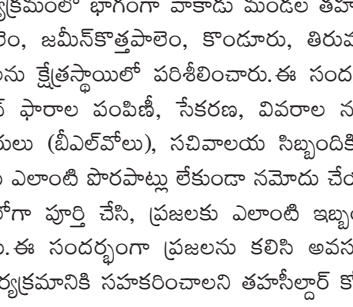 ్యక్రమంలో భాగంగా వాకాడు మండల తహ
లెం, జమీన్‌కొత్తపాలెం, కొండూరు, తిరుమ
ను క్షేత్రస్థాయిలో పరిశీలించారు.ఈ సంద
ఫారాల పంపిణీ, సేకరణ, వివరాల న
రులు (బీఎల్‌వోలు), సచివాలయ సిబ్బందికి
ఎలాంటి పొరపాట్లు లేకుండా నమోదు చే
లోగా పూర్తి చేసి, ప్రజలకు ఎలాంటి ఇబ్బ
.ఈ సందర్భంగా ప్రజలను కలిసి అవస
ర్యక్రమానికి సహకరించాలని తహసీల్దార్ కో